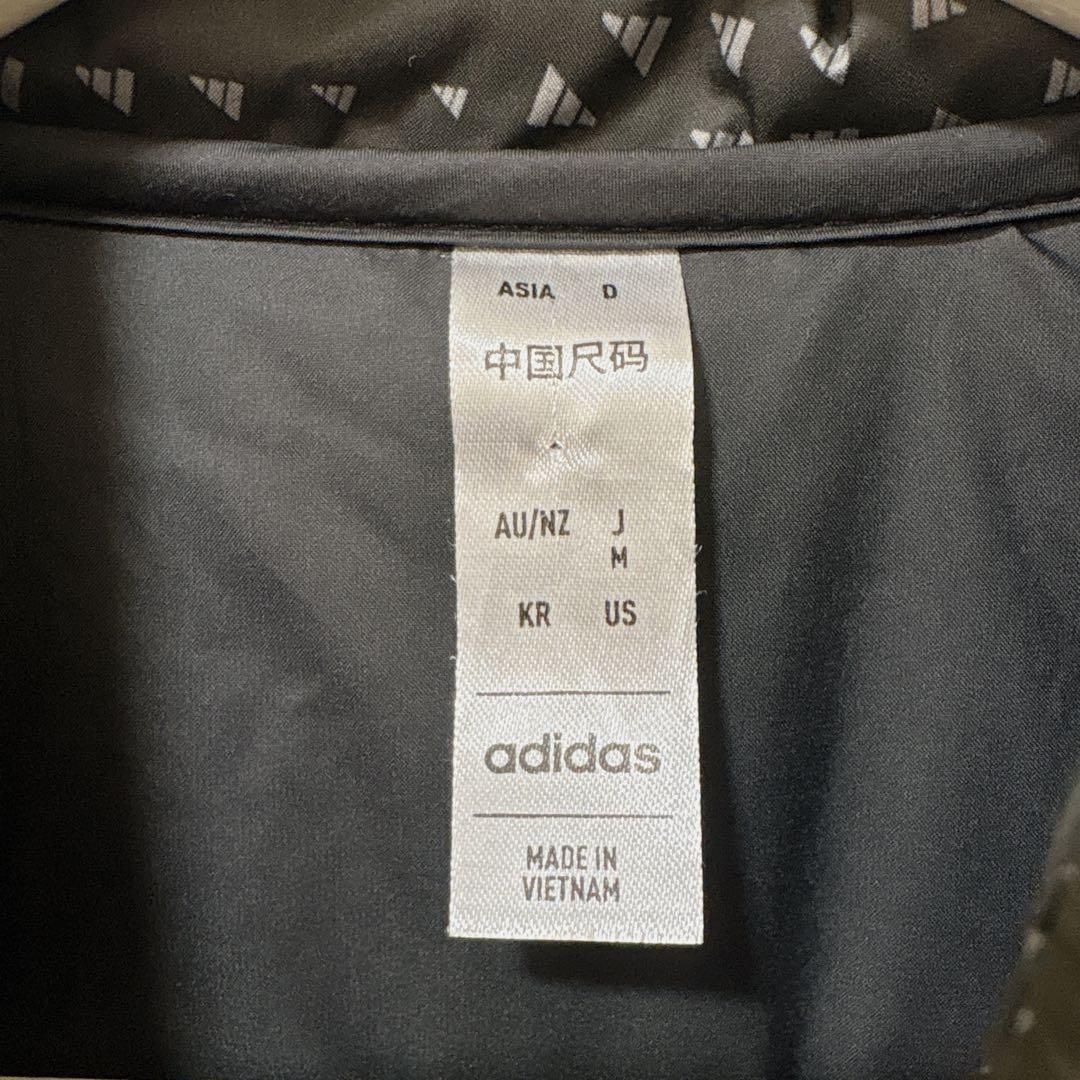 ASIA D
中国尺码
AU/NZ J
M
KR US
adidas
MADE IN
VIETNAM